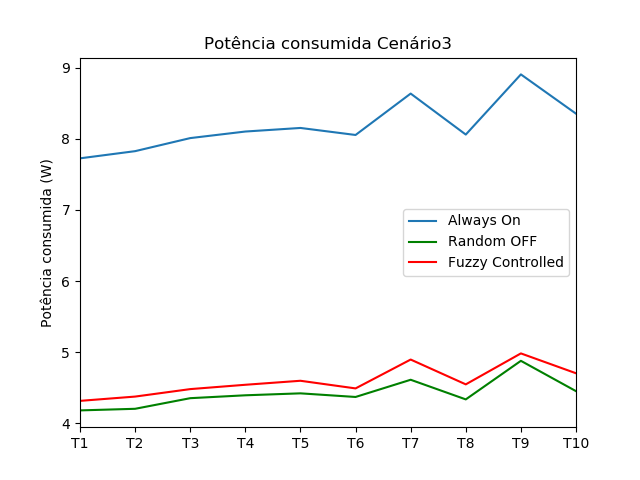 Potência consumida Cenário3
Potência consumida (W)
9
8
7
6
5
4
Always On
Random OFF
Fuzzy Controlled
T1 T2 T3 T4 T5 T6 T7 T8 T9 T10